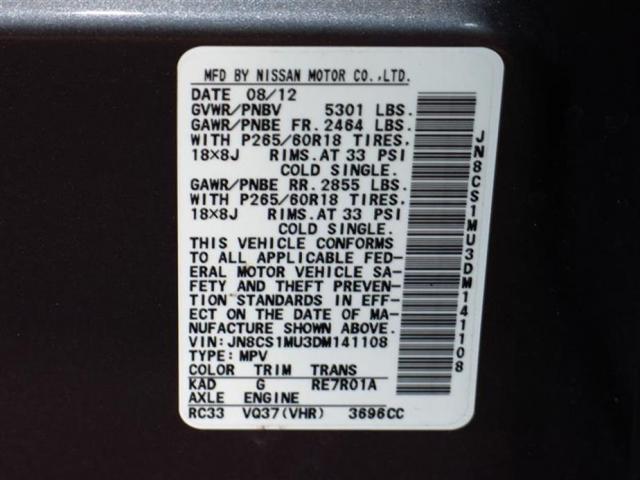 MFD BY NISSAN MOTOR CO.,LTD.
DATE 08/12
GVWR/PNBV 5301 LBS.
GAWR/PNBE FR. 2464 LBS.
WITH P265/60R18 TIRES.
18×8J RIMS. AT 33 PSI
COLD SINGLE.
GAWR/PNBE RR. 2855 LBS.
WITH P265/60R18 TIRES.
18×8J RIMS. AT 33 PSI
COLD SINGLE.
THIS VEHICLE CONFORMS
TO ALL APPLICABLE FED-
ERAL MOTOR VEHICLE SA-
FETY AND THEFT PREVEN-
TION STANDARDS IN EFF-
ECT ON THE DATE OF MA-
NUFACTURE SHOWN ABOVE.
VIN: JN8CS1MU3DM141108
TYPE: MPV
COLOR TRIM TRANS
KAD G RE7R01A
AXLE ENGINE
RC33 VQ37(VHR) 3696CC
JN8CS1MU3DM141108